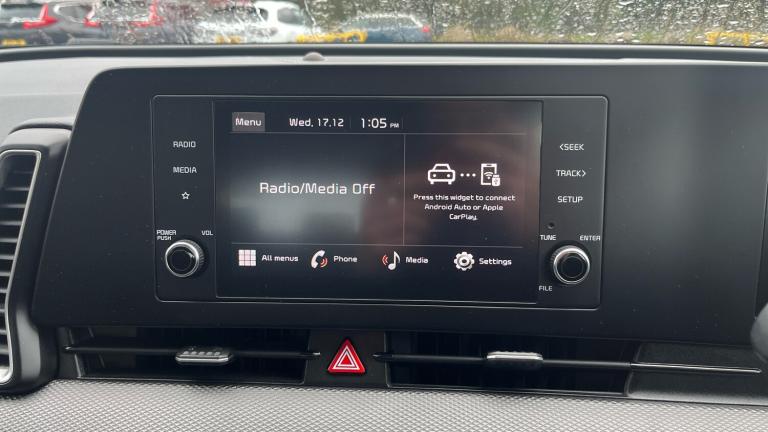 Menu Wed, 17.12 1:05 PM
RADIO
MEDIA
POWER
PUSH
VOL
Radio/Media Off
Press this widget to connect
Android Auto or Apple
CarPlay.
All menus Phone Media Settings
<SEEK
TRACK>
SETUP
TUNE ENTER
FILE